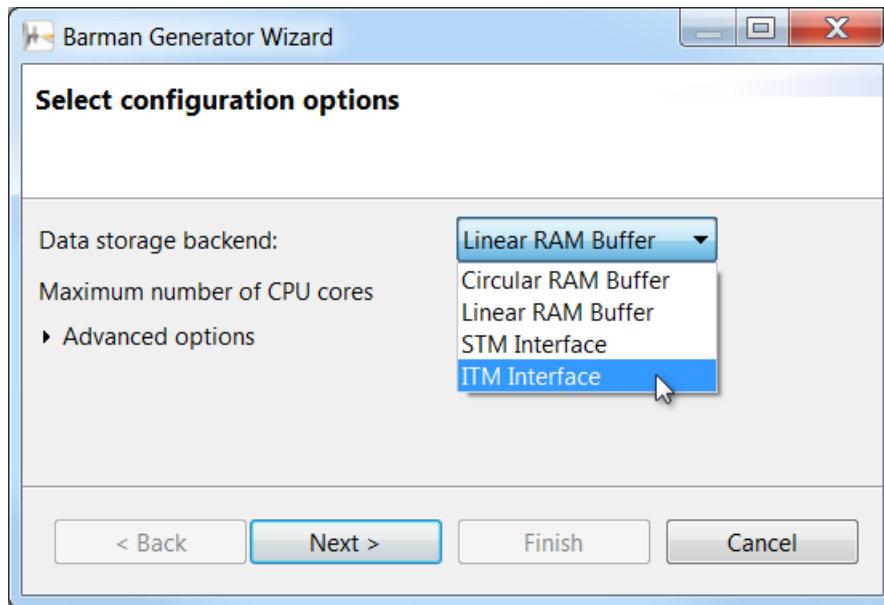 Barman Generator Wizard
Select configuration options
Data storage backend: Linear RAM Buffer
Circular RAM Buffer
Maximum number of CPU cores
Linear RAM Buffer
Advanced options
STM Interface
ITM Interface
< Back Next > Finish Cancel